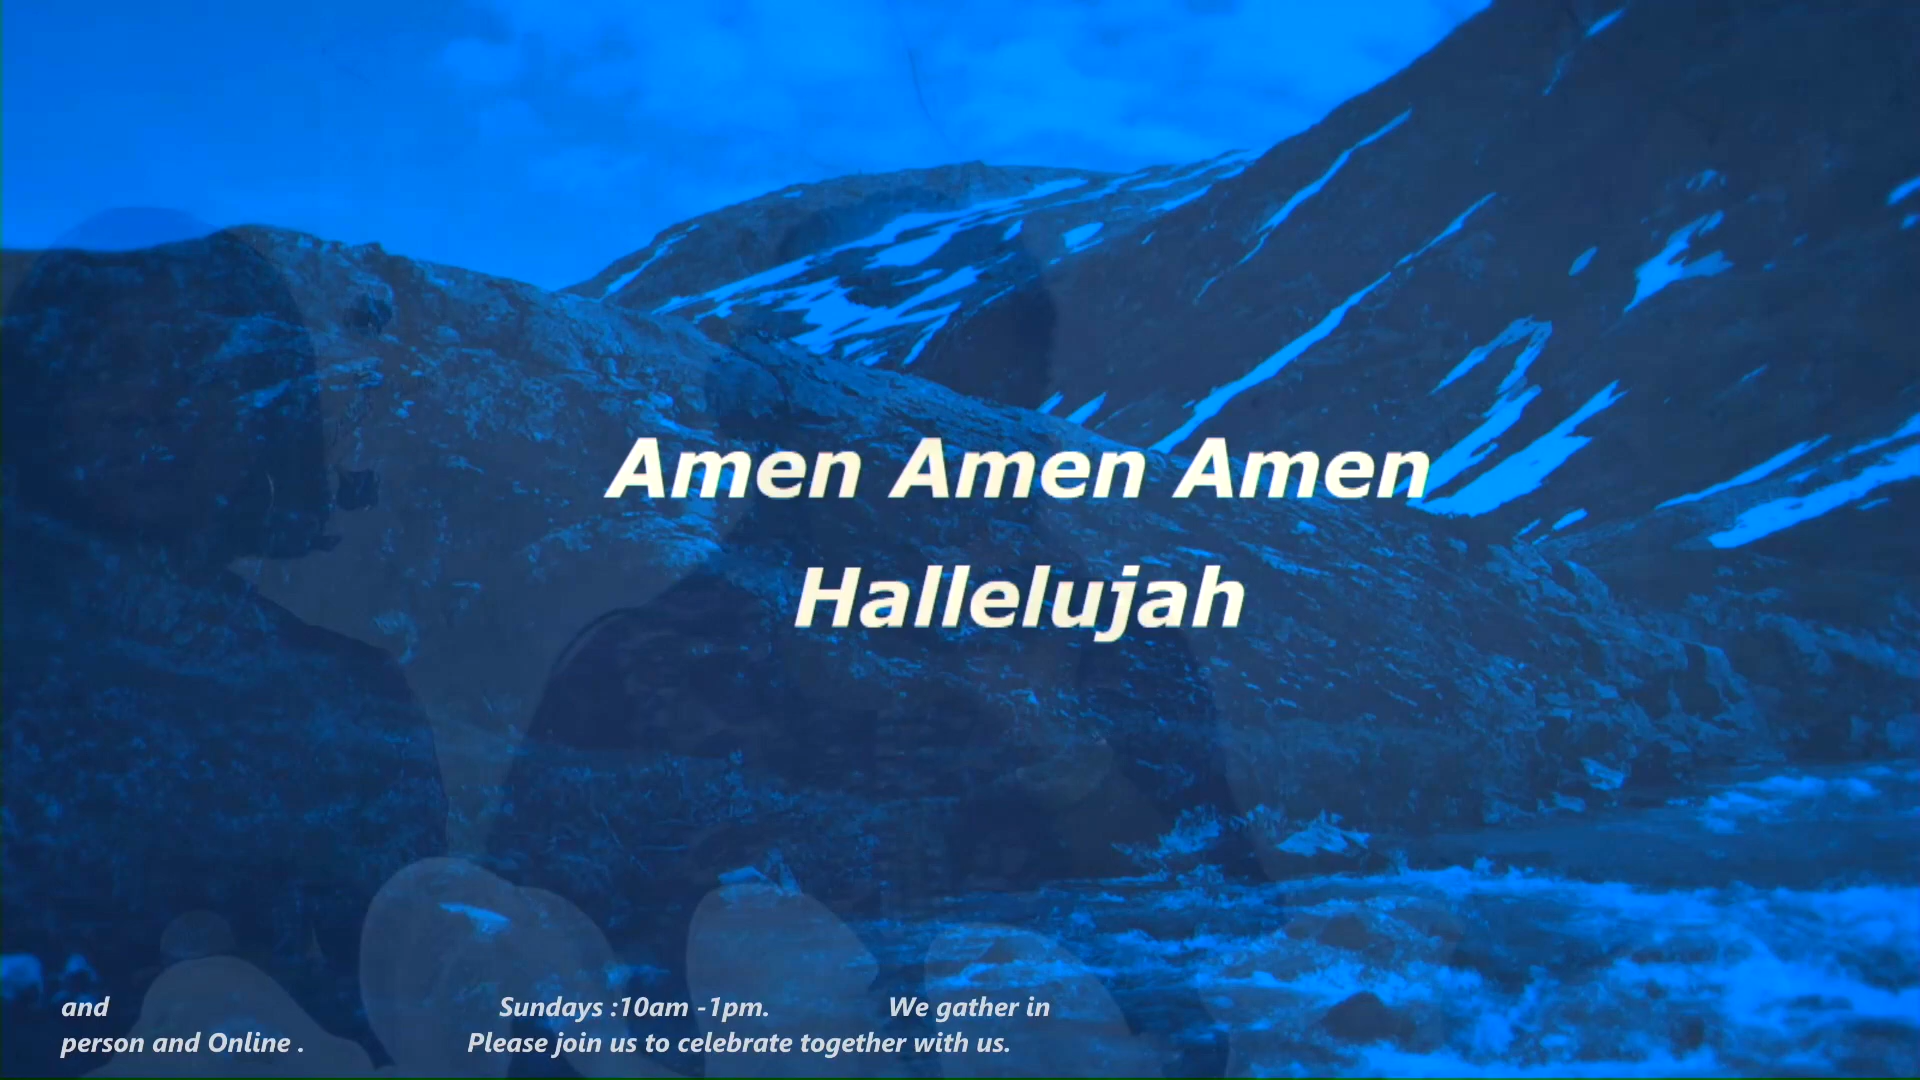 Amen Amen Amen
Hallelujah
and Sundays :10am -1pm. We gather in
person and Online . Please join us to celebrate together with us.